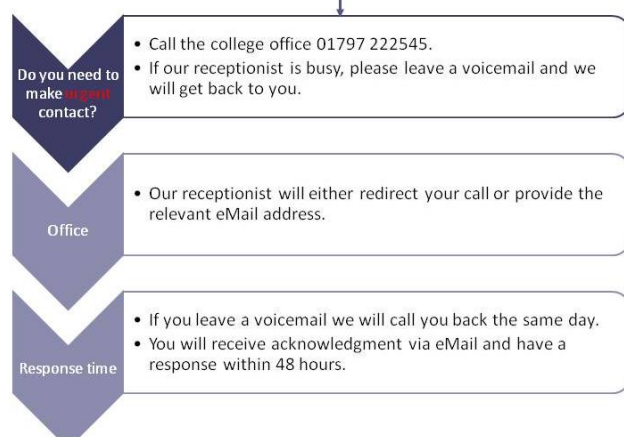 Do you need to
make urgent
contact?
• Call the college office 01797 222545.
• If our receptionist is busy, please leave a voicemail and we
will get back to you.
Office
• Our receptionist will either redirect your call or provide the
relevant eMail address.
Response time
• If you leave a voicemail we will call you back the same day.
• You will receive acknowledgment via eMail and have a
response within 48 hours.